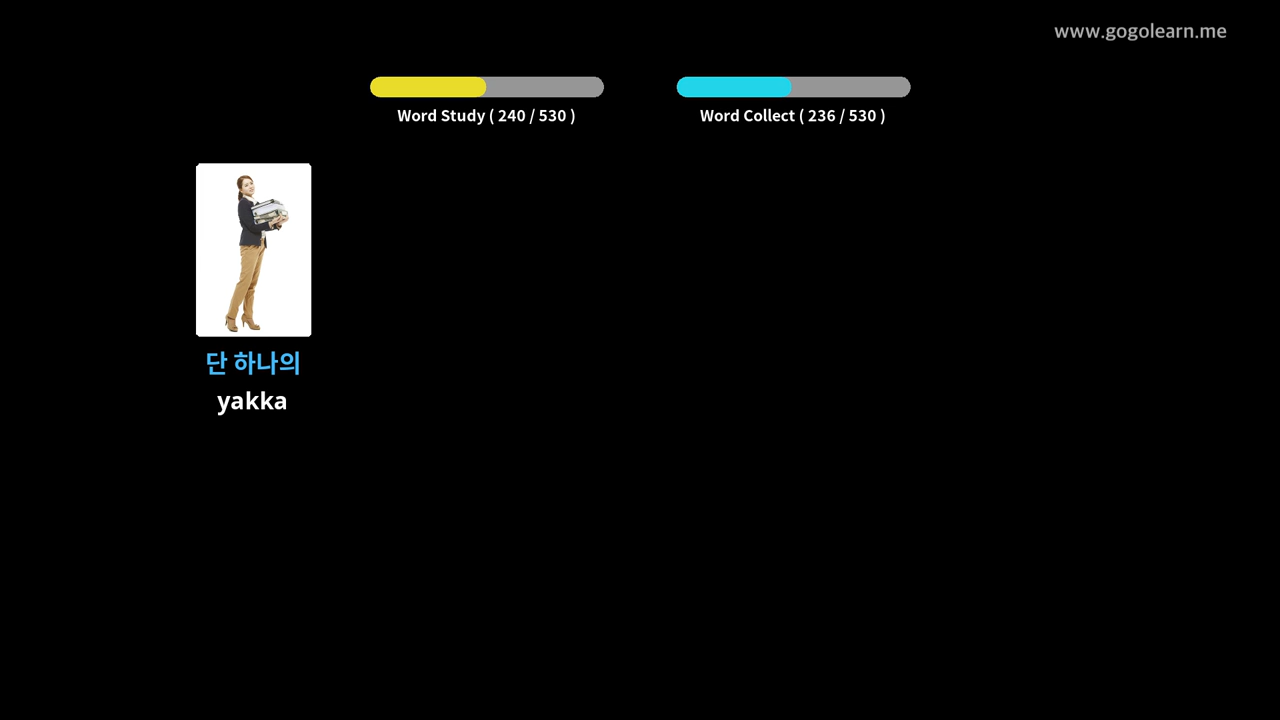 www.gogolearn.me
Word Study ( 240 / 530 )
Word Collect ( 236 / 530 )
단 하나의
yakka